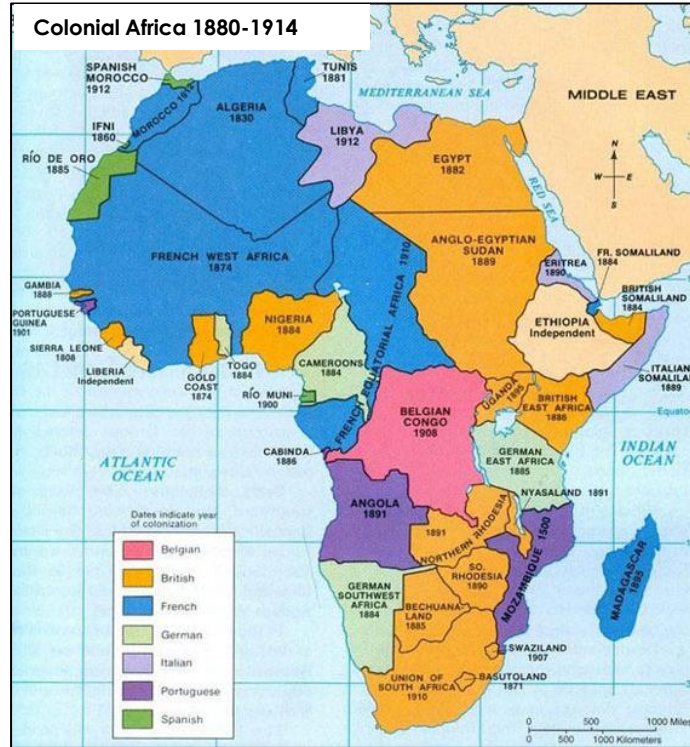 Colonial Africa 1880-1914
SPANISH
MOROCCO
1912
TUNIS
1881
MEDITERRANEAN SEA
MIDDLE EAST
MOROCCO 1912
ALGERIA
1830
IFNI
1860
LIBYA
1912
EGYPT
1882
RÍO DE ORO
1885
RED SEA
N
W
E
S
FRENCH WEST AFRICA
1874
FRENCH EQUATORIAL AFRICA 1910
ANGLO-EGYPTIAN
SUDAN
1889
ERITREA
1890
FR. SOMALILAND
1884
BRITISH
SOMALILAND
1884
GAMBIA
1888
PORTUGUESE
GUINEA
1901
SIERRA LEONE
1808
LIBERIA
Independent
GOLD
COAST
1874
TOGO
1884
NIGERIA
1884
CAMEROONS
1884
ETHIOPIA
Independent
ITALIAN
SOMALILAND
1889
RÍO MUNI
1900
UGANDA
1895
BRITISH
EAST AFRICA
1886
Equato
BELGIAN
CONGO
1908
CABINDA
1886
GERMAN
EAST AFRICA
1885
INDIAN
OCEAN
ATLANTIC
OCEAN
NYASALAND 1891
ANGOLA
1891
1891
NORTHERN RHODESIA
MOZAMBIQUE 1500
SO.
RHODESIA
1890
MADAGASCAR
1895
GERMAN
SOUTHWEST
AFRICA
1884
BECHUANA-
LAND
1885
SWAZILAND
1907
BASUTOLAND
1871
UNION OF
SOUTH AFRICA
1910
Dates indicate year
of colonization
Belgian
British
French
German
Italian
Portuguese
Spanish
0 500 1000 Miles
0 500 1000 Kilometers